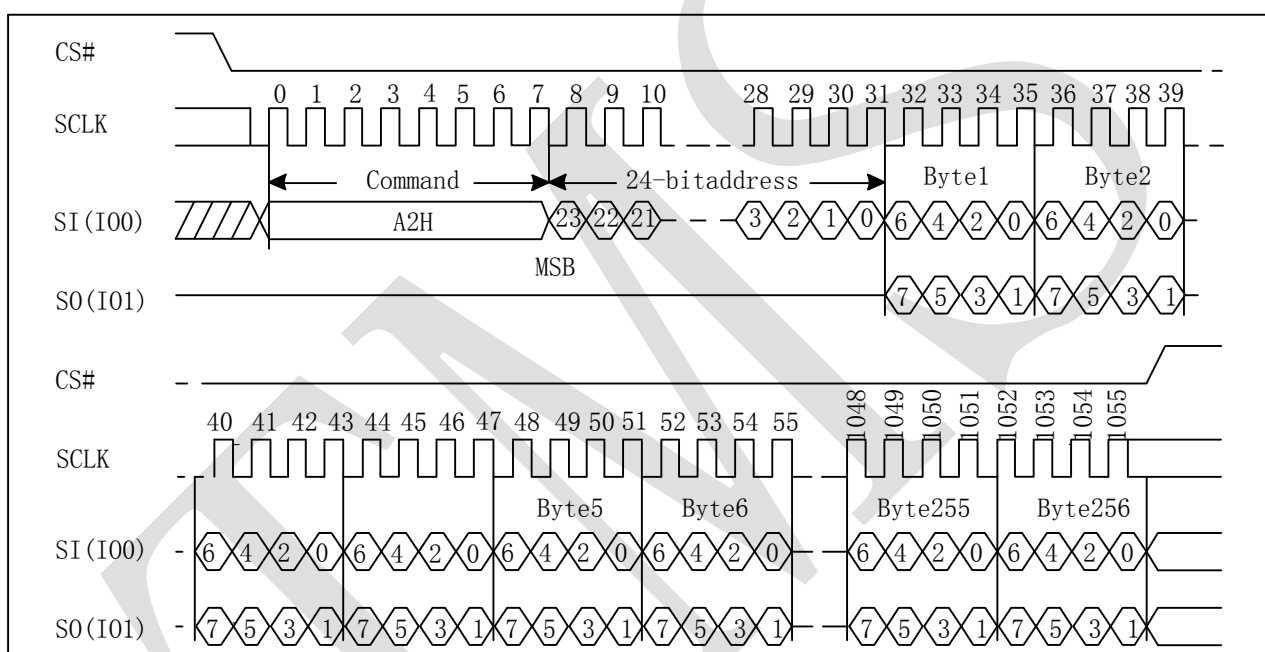 CS#
0 1 2 3 4 5 6 7 8 9 10 28 29 30 31 32 33 34 35 36 37 38 39
SCLK
Command 24-bitaddress Byte1 Byte2
SI(IO0) A2H 23 22 21 3 2 1 0 6 4 2 0 6 4 2 0
MSB
SO(IO1) 7 5 3 1 7 5 3 1
CS#
40 41 42 43 44 45 46 47 48 49 50 51 52 53 54 55 1048 1049 1050 1051 1052 1053 1054 1055
SCLK
Byte5 Byte6 Byte255 Byte256
SI(IO0) 6 4 2 0 6 4 2 0 6 4 2 0 6 4 2 0 6 4 2 0 6 4 2 0
SO(IO1) 7 5 3 1 7 5 3 1 7 5 3 1 7 5 3 1 7 5 3 1 7 5 3 1
TMS